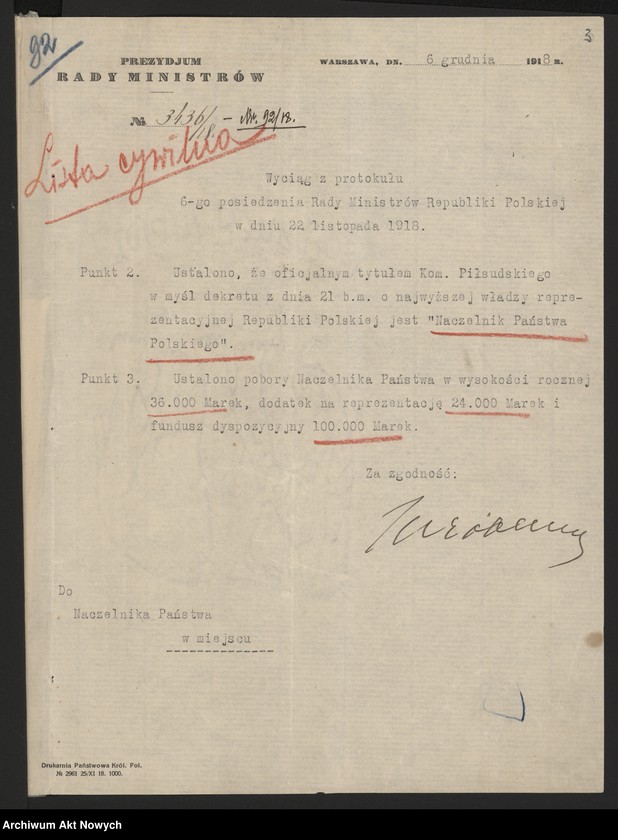 92
3
PREZYDJUM
RADY MINISTRÓW
WARSZAWA, DN. 6 grudnia 1918 R.
№ 3436/18. — Nr. 92/18.
Lista cywilna
Wyciąg z protokułu
6-go posiedzenia Rady Ministrów Republiki Polskiej
w dniu 22 listopada 1918.
Punkt 2. Ustalono, że oficjalnym tytułem Kom. Piłsudskiego
w myśl dekretu z dnia 21 b.m. o najwyższej władzy repre-
zentacyjnej Republiki Polskiej jest "Naczelnik Państwa
Polskiego".
Punkt 3. Ustalono pobory Naczelnika Państwa w wysokości rocznej
36.000 Marek, dodatek na reprezentację 24.000 Marek i
fundusz dyspozycyjny 100.000 Marek.
Za zgodność:
Do
Naczelnika Państwa
w miejscu
Drukarnia Państwowa Król. Pol.
№ 2963 25/XI 18. 1000.
Archiwum Akt Nowych